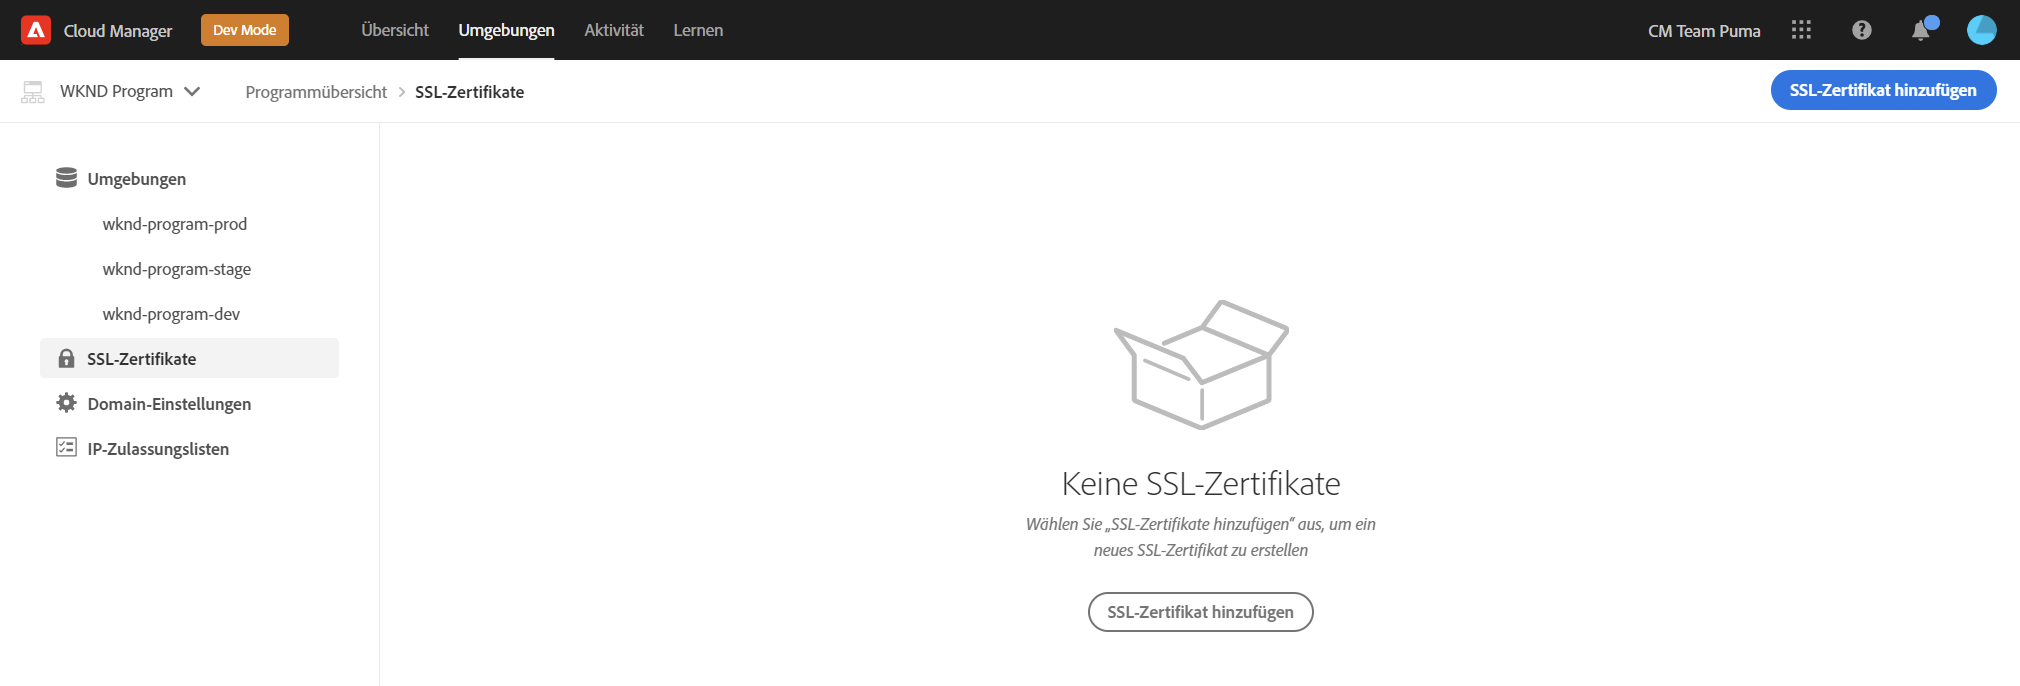 Cloud Manager
Dev Mode
Übersicht
Umgebungen
Aktivität
Lernen
CM Team Puma
WKND Program
Programmübersicht
SSL-Zertifikate
SSL-Zertifikat hinzufügen
Umgebungen
wknd-program-prod
wknd-program-stage
wknd-program-dev
SSL-Zertifikate
Domain-Einstellungen
IP-Zulassungslisten
Keine SSL-Zertifikate
Wählen Sie „SSL-Zertifikate hinzufügen“ aus, um ein
neues SSL-Zertifikat zu erstellen
SSL-Zertifikat hinzufügen